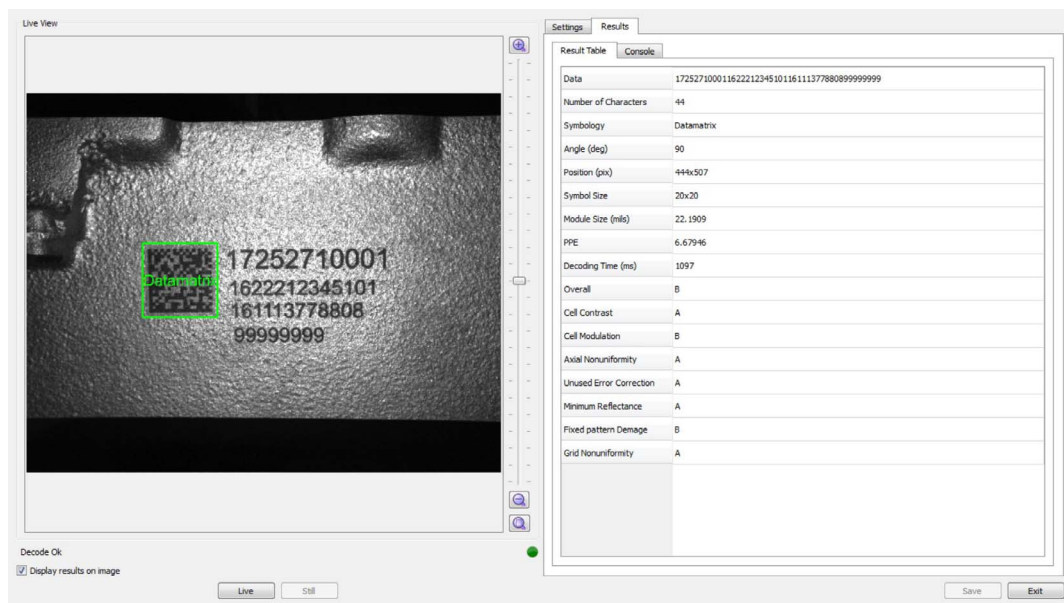 Live View
Datamatrix
17252710001
1622212345101
161113778808
99999999
Decode Ok
Display results on image
Live
Still
Settings
Results
Result Table
Console
Data 17252710001162221234510116111377880899999999
Number of Characters 44
Symbology Datamatrix
Angle (deg) 90
Position (pix) 444x507
Symbol Size 20x20
Module Size (mils) 22.1909
PPE 6.67946
Decoding Time (ms) 1097
Overall B
Cell Contrast A
Cell Modulation B
Axial Nonuniformity A
Unused Error Correction A
Minimum Reflectance A
Fixed pattern Demage B
Grid Nonuniformity A
Save
Exit